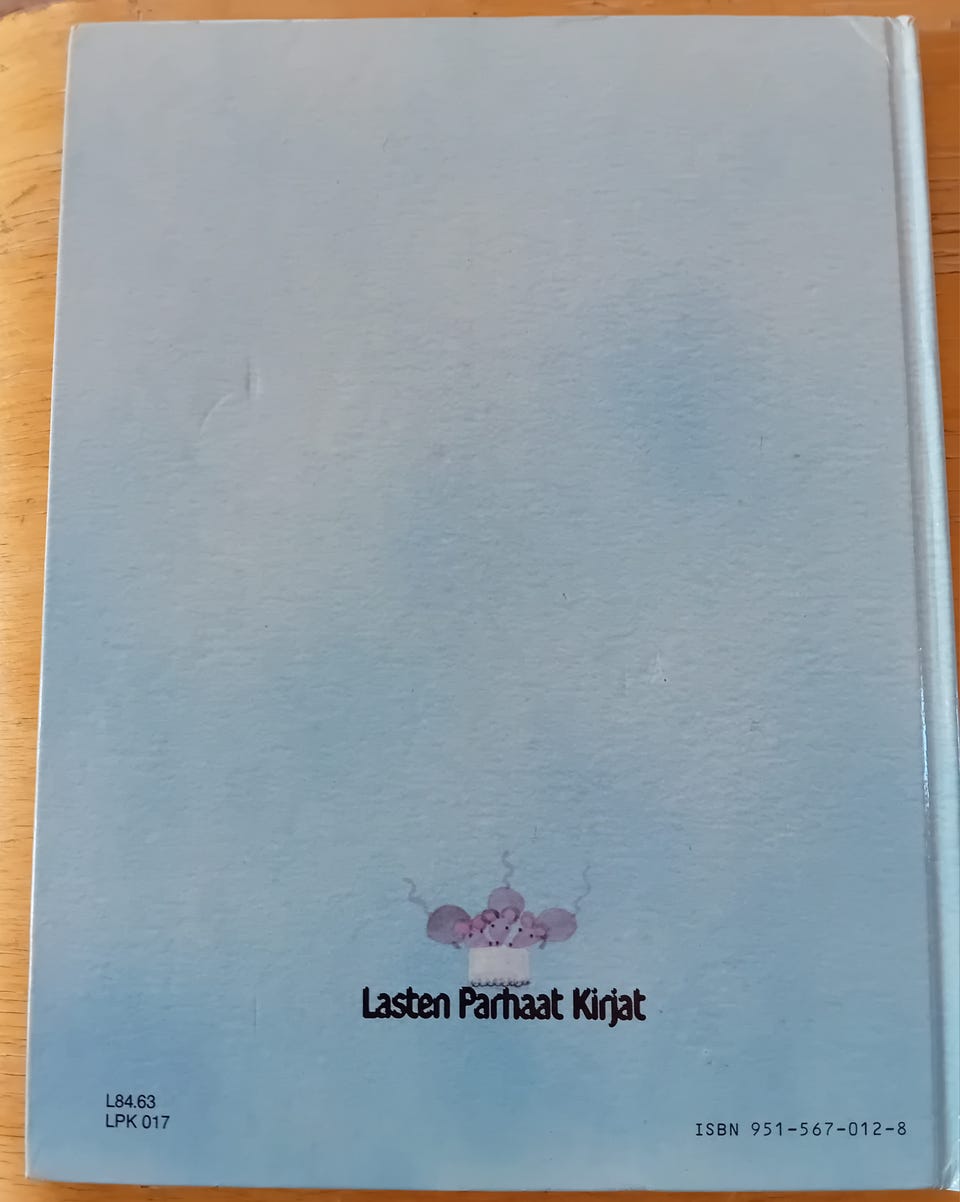 Lasten Parhaat Kirjat
L84.63
LPK 017
ISBN 951-567-012-8